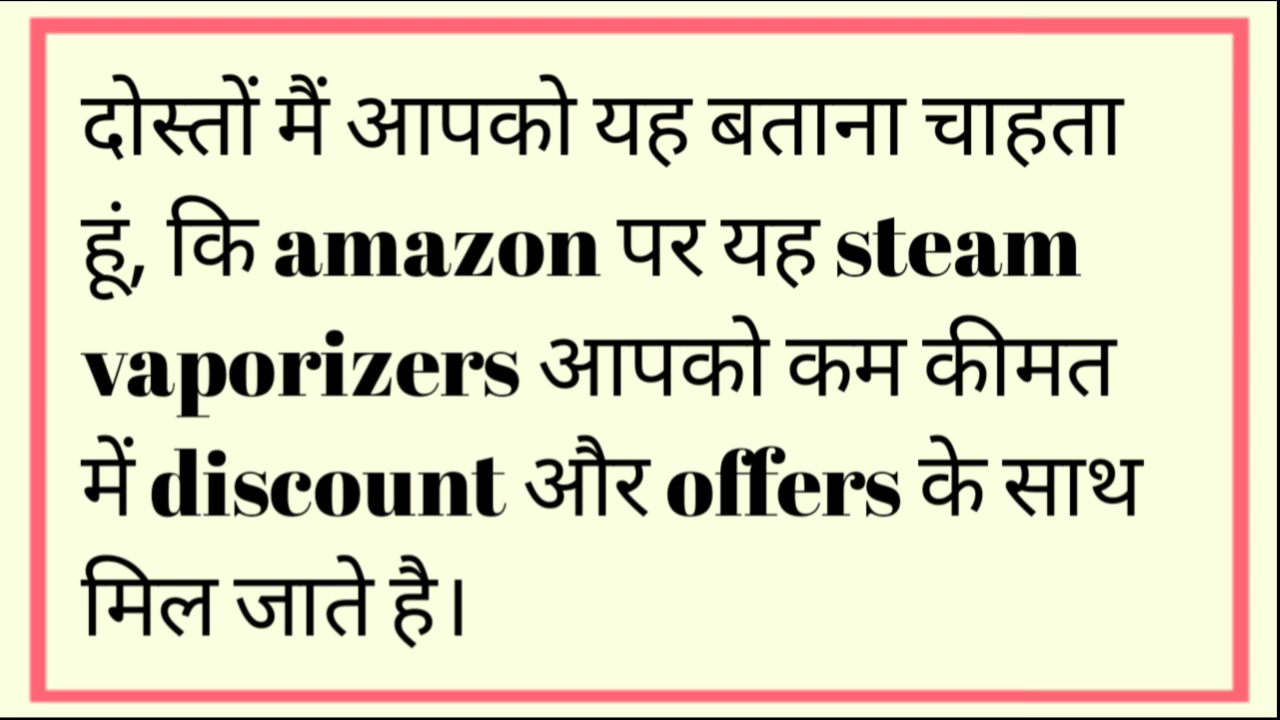 दोस्तों मैं आपको यह बताना चाहता
हूं, कि amazon पर यह steam
vaporizers आपको कम कीमत
में discount और offers के साथ
मिल जाते है।